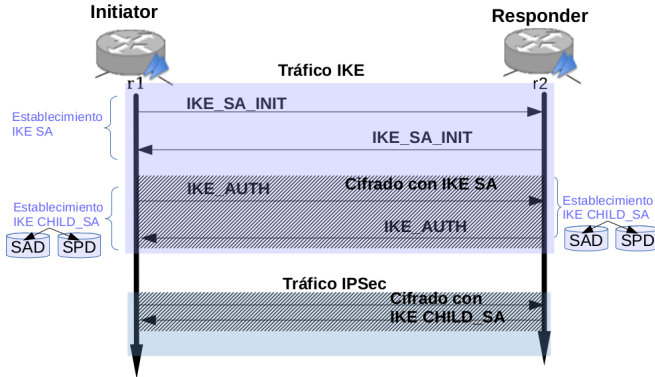 Initiator
Responder
r1
r2
Tráfico IKE
Establecimiento
IKE SA
IKE_SA_INIT
IKE_SA_INIT
Establecimiento
IKE CHILD_SA
SAD
SPD
IKE_AUTH
Cifrado con IKE SA
IKE_AUTH
Establecimiento
IKE CHILD_SA
SAD
SPD
Tráfico IPSec
Cifrado con
IKE CHILD_SA